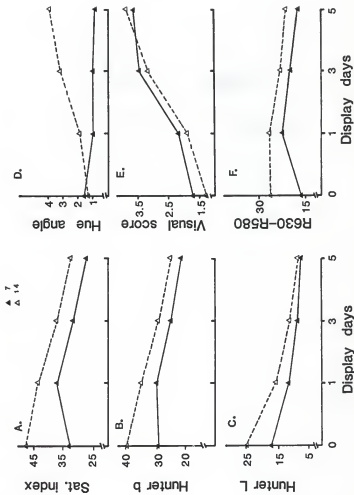 ▲ 7
△ 14
A.
Sat. index
45
35
25
B.
Hunter b
40
30
20
C.
Hunter L
25
15
5
0
1
3
5
Display days
D.
Hue angle
4
3
2
1
E.
Visual score
3.5
2.5
1.5
F.
R630-R580
30
15
0
1
3
5
Display days